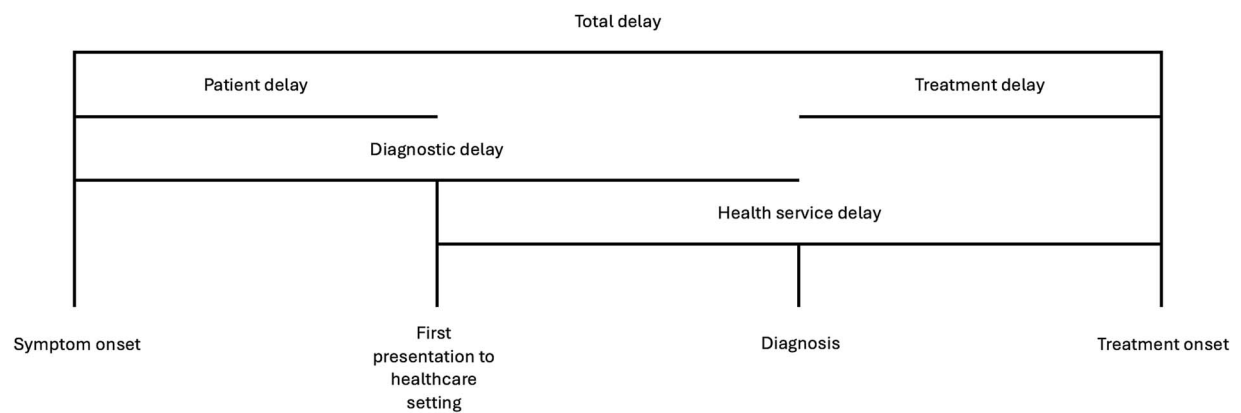 Total delay
Patient delay
Treatment delay
Diagnostic delay
Health service delay
Symptom onset
First
presentation to
healthcare
setting
Diagnosis
Treatment onset